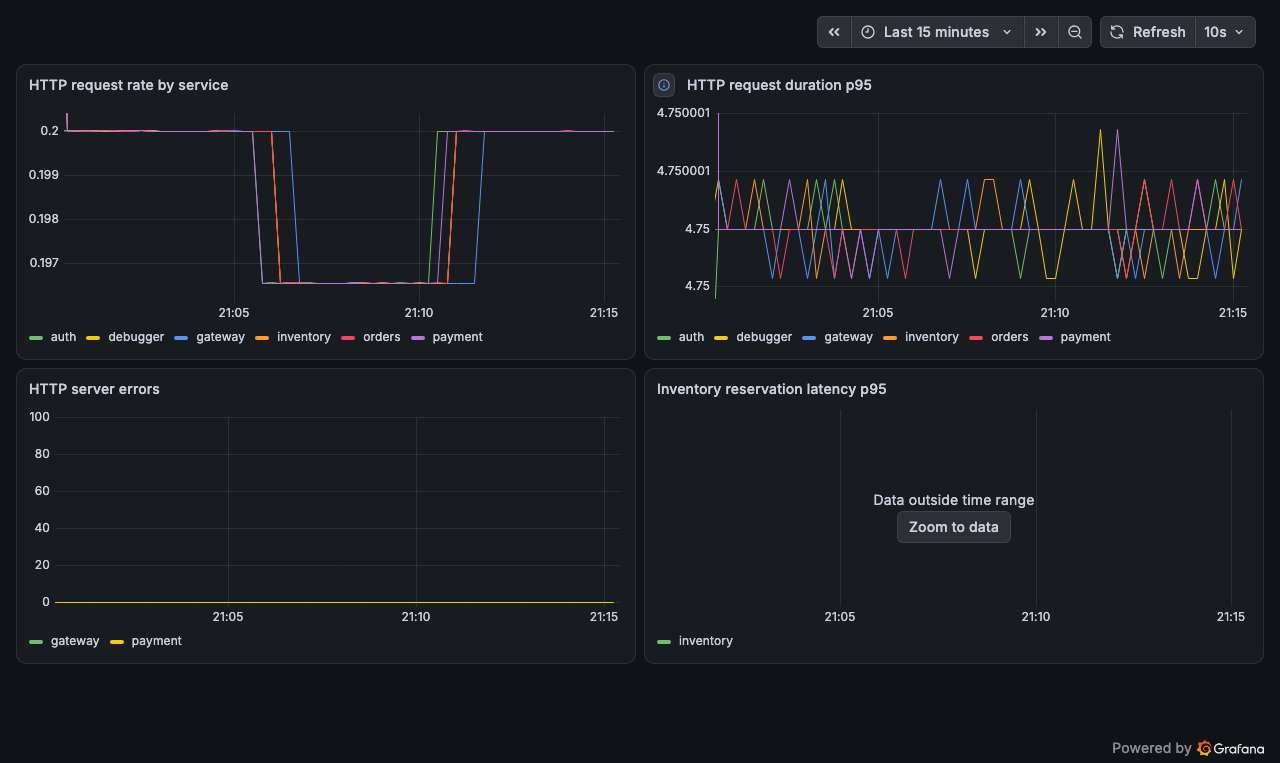 Last 15 minutes
Refresh
10s
HTTP request rate by service
0.2
0.199
0.198
0.197
21:05
21:10
21:15
auth
debugger
gateway
inventory
orders
payment
HTTP request duration p95
4.750001
4.750001
4.75
4.75
21:05
21:10
21:15
auth
debugger
gateway
inventory
orders
payment
HTTP server errors
100
80
60
40
20
0
21:05
21:10
21:15
gateway
payment
Inventory reservation latency p95
Data outside time range
Zoom to data
21:05
21:10
21:15
inventory
Powered by Grafana